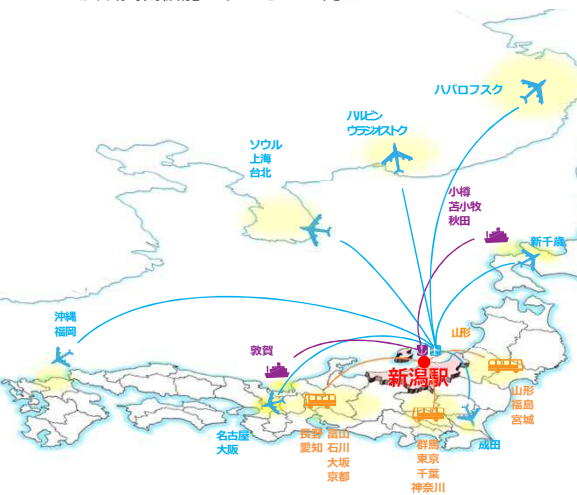 ハバロフスク
ハルビン
ウラジオストク
ソウル
上海
台北
小樽
苫小牧
秋田
新千歳
沖縄
福岡
山形
敦賀
新潟駅
山形
福島
宮城
名古屋
大阪
長野
愛知
富山
石川
大坂
京都
群馬
東京
千葉
神奈川
成田